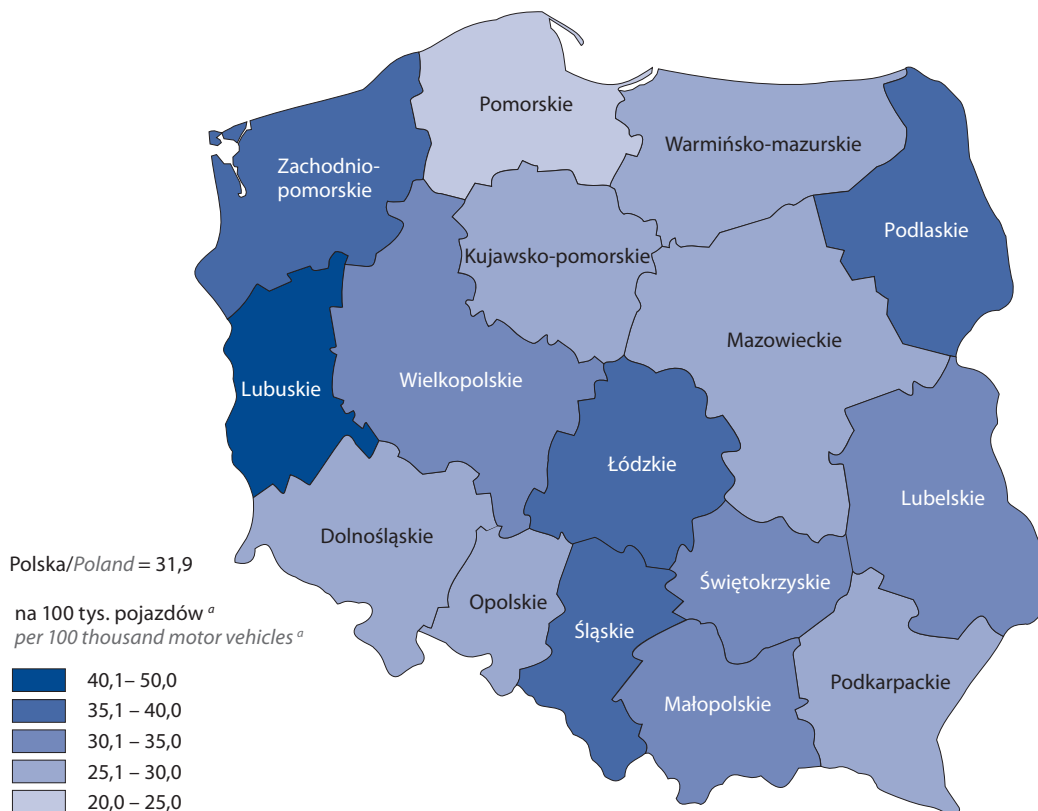 Pomorskie
Warmińsko-mazurskie
Zachodnio-
pomorskie
Podlaskie
Kujawsko-pomorskie
Mazowieckie
Wielkopolskie
Lubuskie
Łódzkie
Lubelskie
Dolnośląskie
Świętokrzyskie
Opolskie
Śląskie
Podkarpackie
Małopolskie
Polska/Poland = 31,9
na 100 tys. pojazdów a
per 100 thousand motor vehicles a
40,1– 50,0
35,1 – 40,0
30,1 – 35,0
25,1 – 30,0
20,0 – 25,0